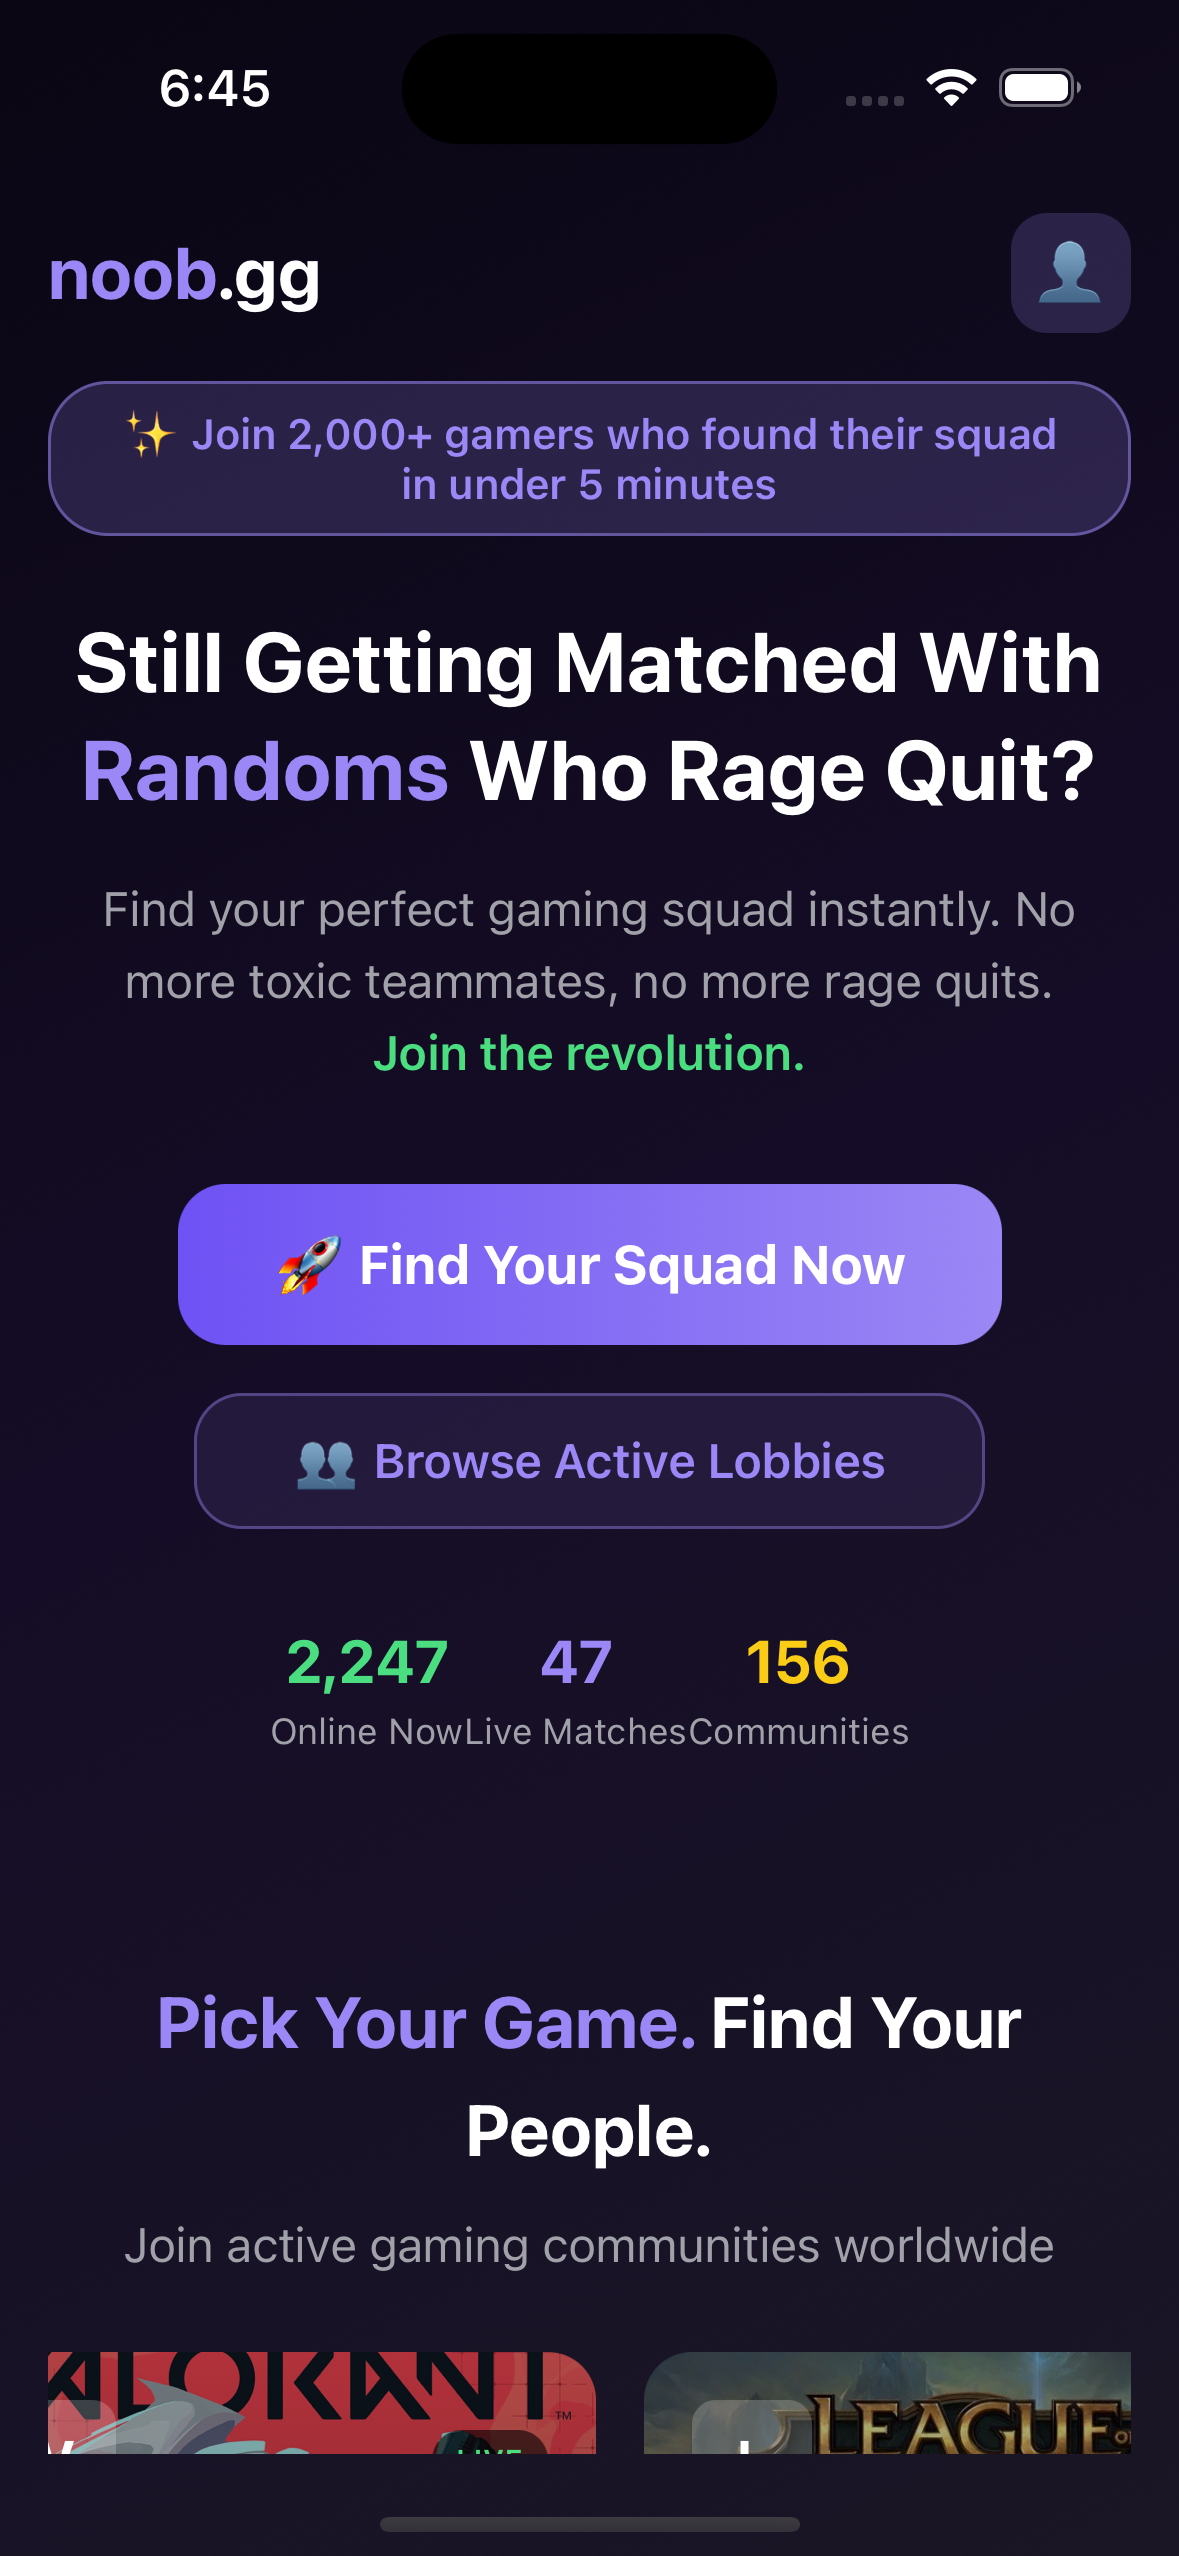 6:45
noob.gg
✨ Join 2,000+ gamers who found their squad
in under 5 minutes
Still Getting Matched With
Randoms Who Rage Quit?
Find your perfect gaming squad instantly. No
more toxic teammates, no more rage quits.
Join the revolution.
🚀 Find Your Squad Now
👥 Browse Active Lobbies
2,247 47 156
Online Now Live Matches Communities
Pick Your Game. Find Your
People.
Join active gaming communities worldwide
VALORANT™
LEAGUE
LIVE